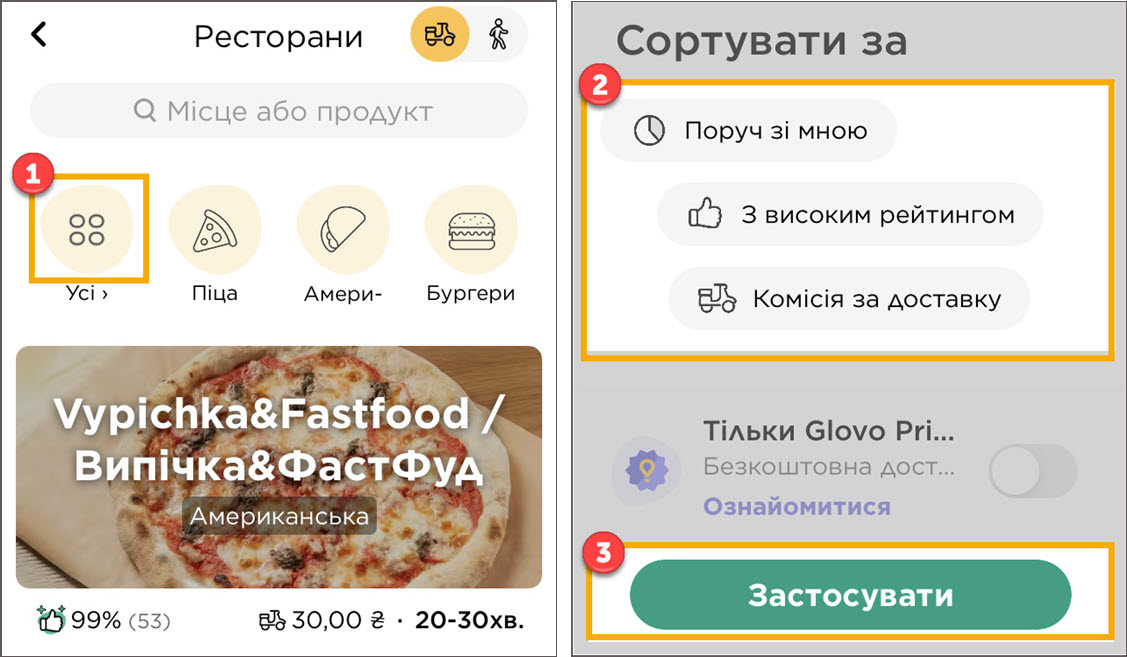 Ресторани
Місце або продукт
1
Усі ›
Піца
Амери-
Бургери
Vypichka&Fastfood /
Випічка&ФастФуд
Американська
99% (53)
30,00 ₴ · 20-30хв.
Сортувати за
2
Поруч зі мною
З високим рейтингом
Комісія за доставку
Тільки Glovo Pri...
Безкоштовна дост...
Ознайомитися
3
Застосувати